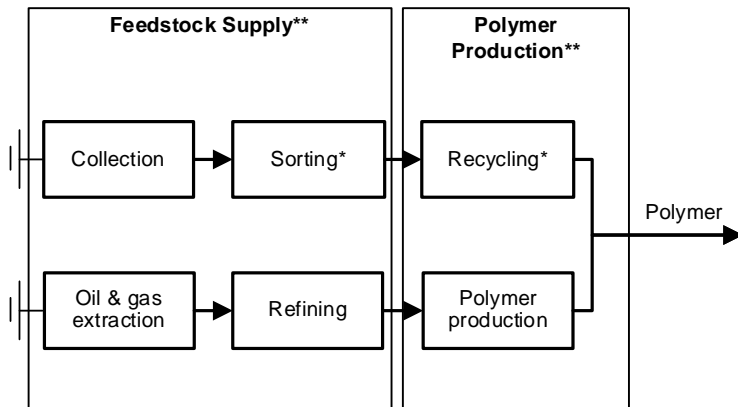 Feedstock Supply**
Polymer
Production**
Collection
Sorting*
Recycling*
Polymer
Oil & gas
extraction
Refining
Polymer
production